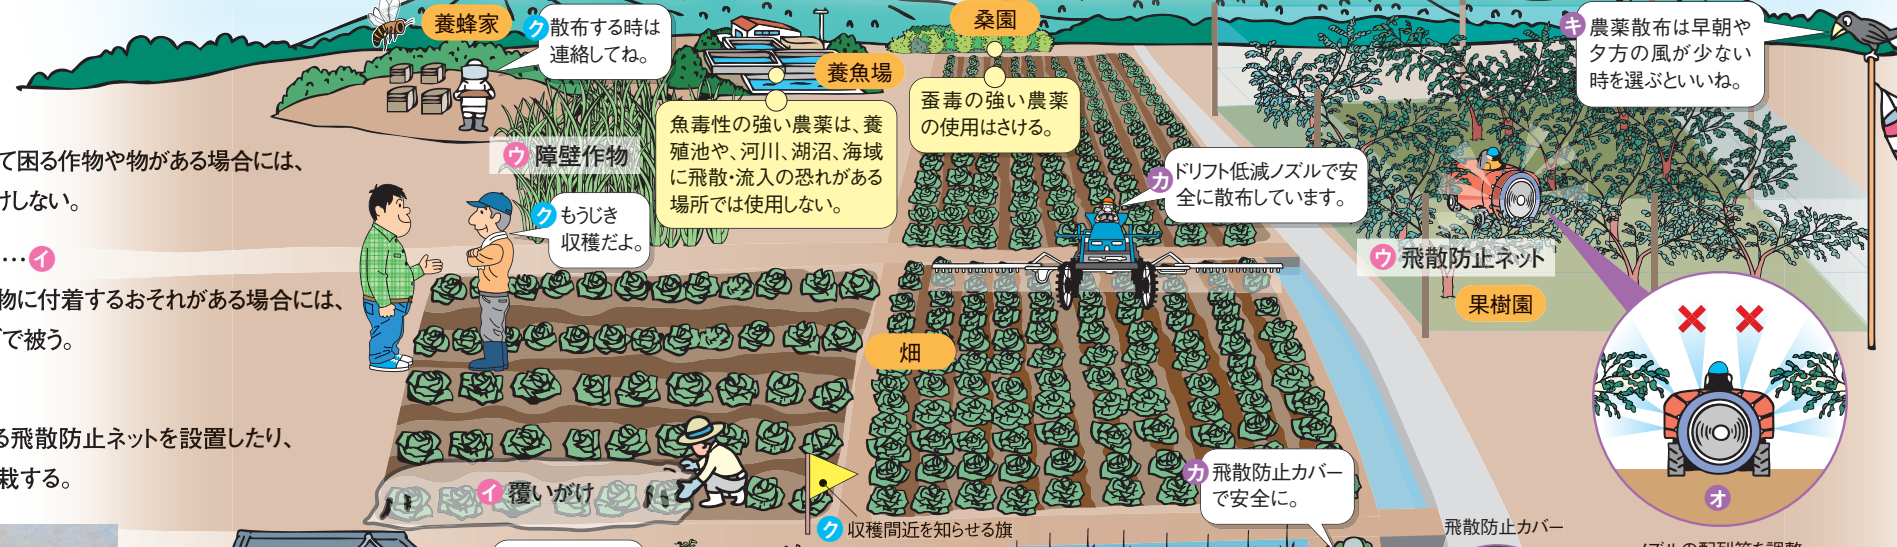 養蜂家
ク 散布する時は
連絡してね。
養魚場
魚毒性の強い農薬は、養
殖池や、河川、湖沼、海域
に飛散・流入の恐れがある
場所では使用しない。
桑園
蚕毒の強い農薬
の使用はさける。
キ 農薬散布は早朝や
夕方の風が少ない
時を選ぶといいね。
ウ 障壁作物
カ ドリフト低減ノズルで安
全に散布しています。
て困る作物や物がある場合には、
けしない。
…イ
物に付着するおそれがある場合には、
で被う。
る飛散防止ネットを設置したり、
栽する。
ク もうじき
収穫だよ。
ウ 飛散防止ネット
果樹園
畑
イ 覆いがけ
ク 収穫間近を知らせる旗
カ 飛散防止カバー
で安全に。
オ
飛散防止カバー
ノズルの配列等を調整